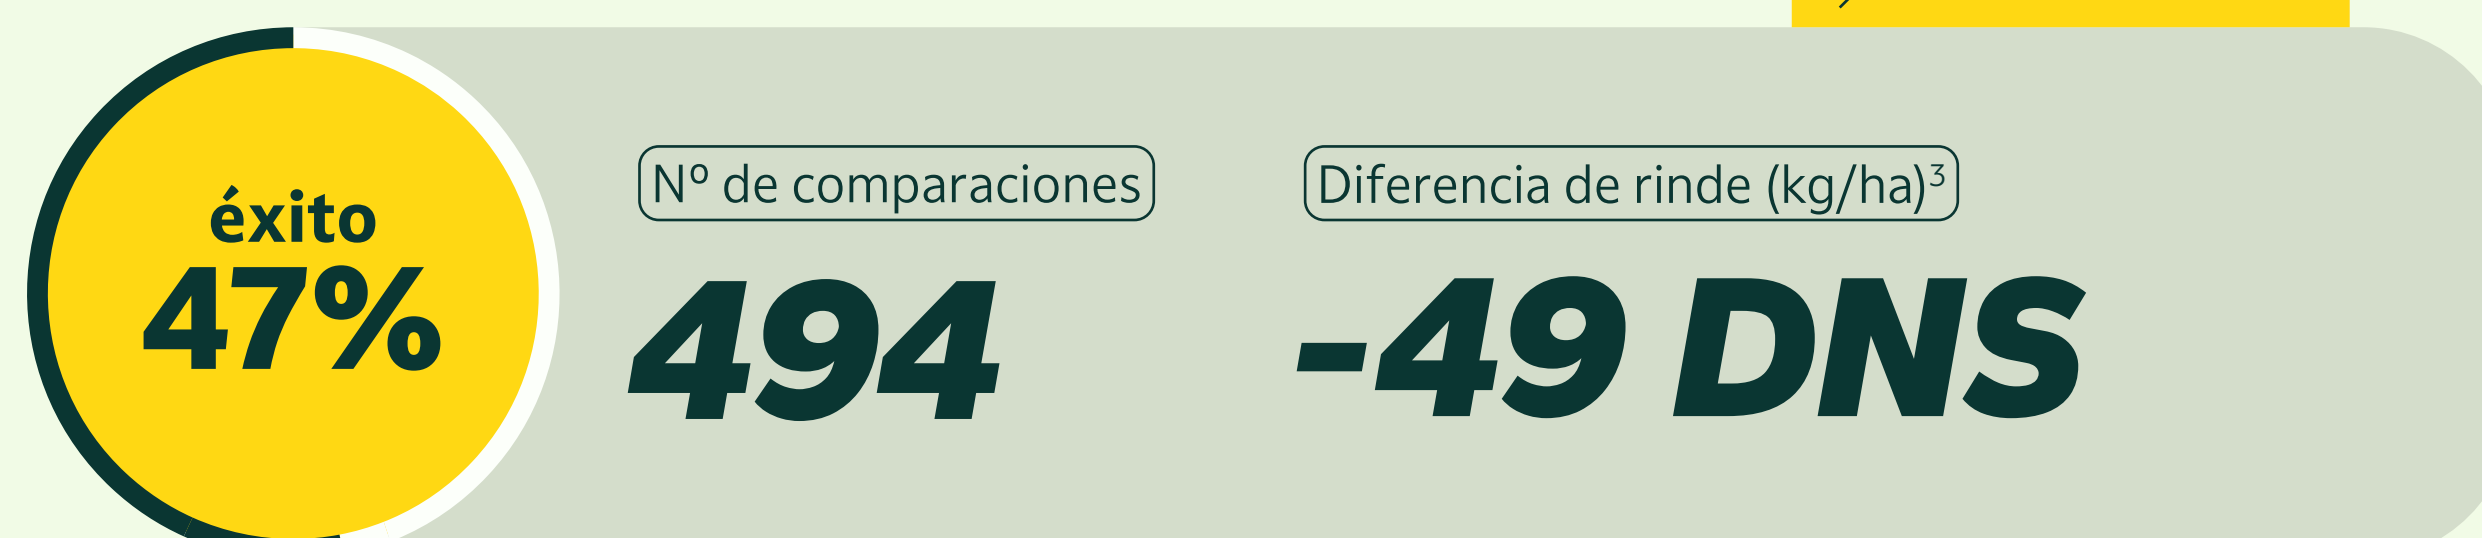 éxito
47%
Nº de comparaciones
494
Diferencia de rinde (kg/ha)³
-49 DNS